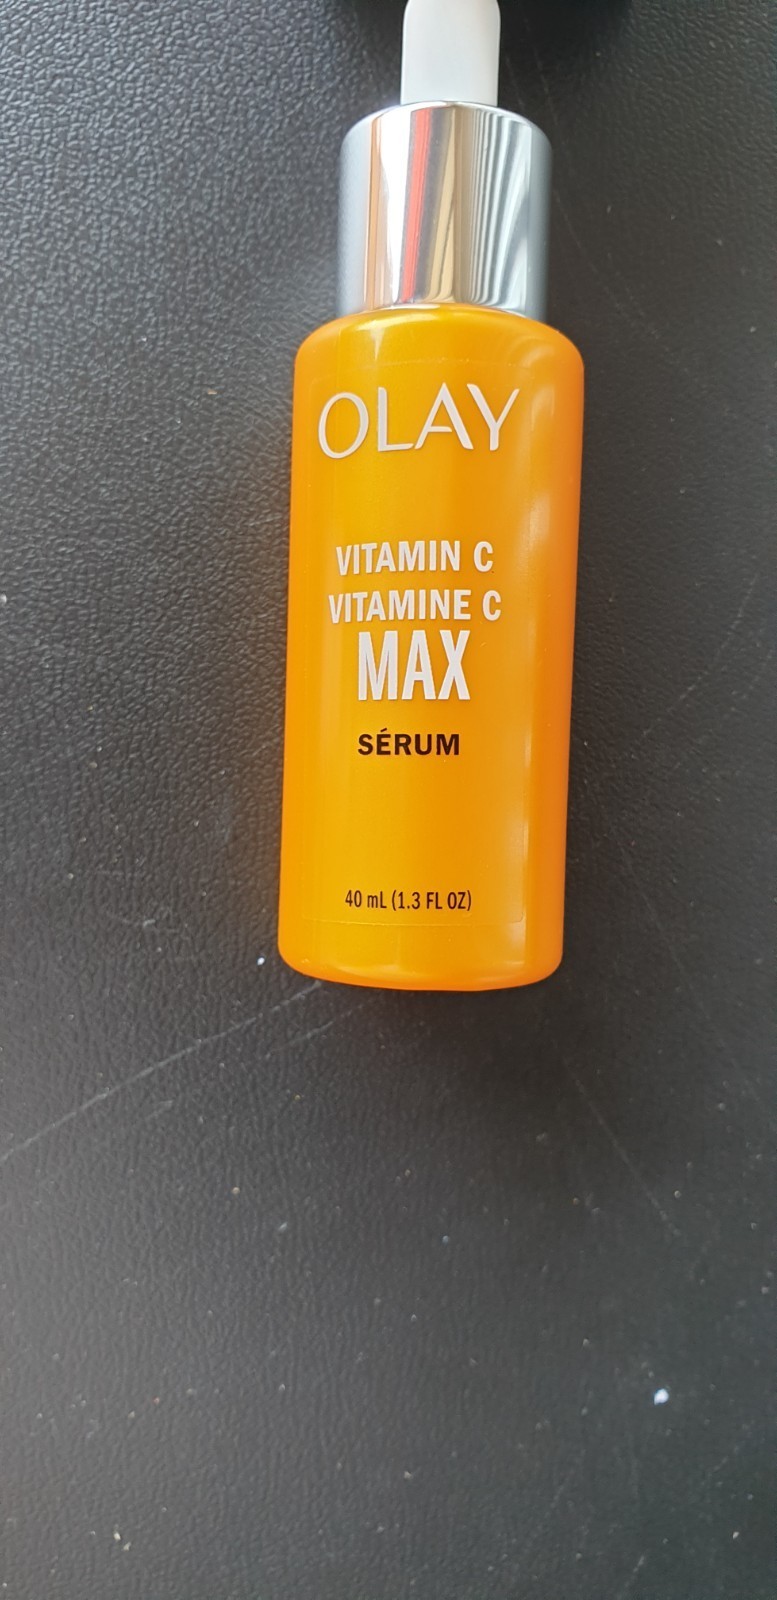 OLAY
VITAMIN C
VITAMINE C
MAX
SÉRUM
40 mL (1.3 FL OZ)